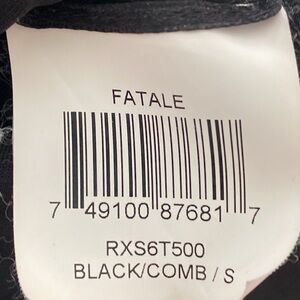 FATALE
7 49100 87681 7
RXS6T500
BLACK/COMB / S